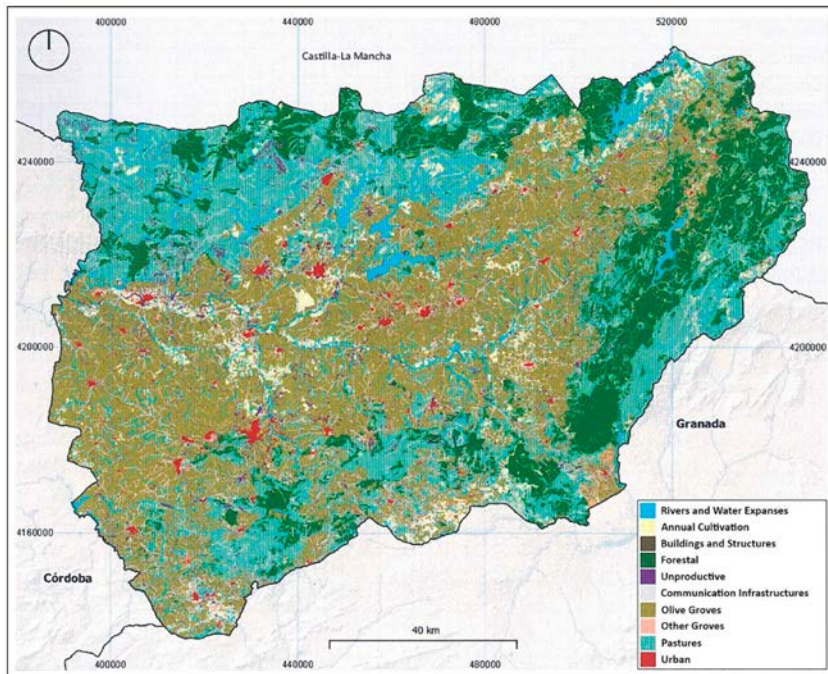 400000
440000
480000
520000
Castilla-La Mancha
4240000
4240000
4200000
4200000
Granada
Rivers and Water Expanses
Annual Cultivation
Buildings and Structures
Forestal
Unproductive
Communication Infrastructures
Olive Groves
Other Groves
Pastures
Urban
4160000
Córdoba
40 km
400000
440000
480000